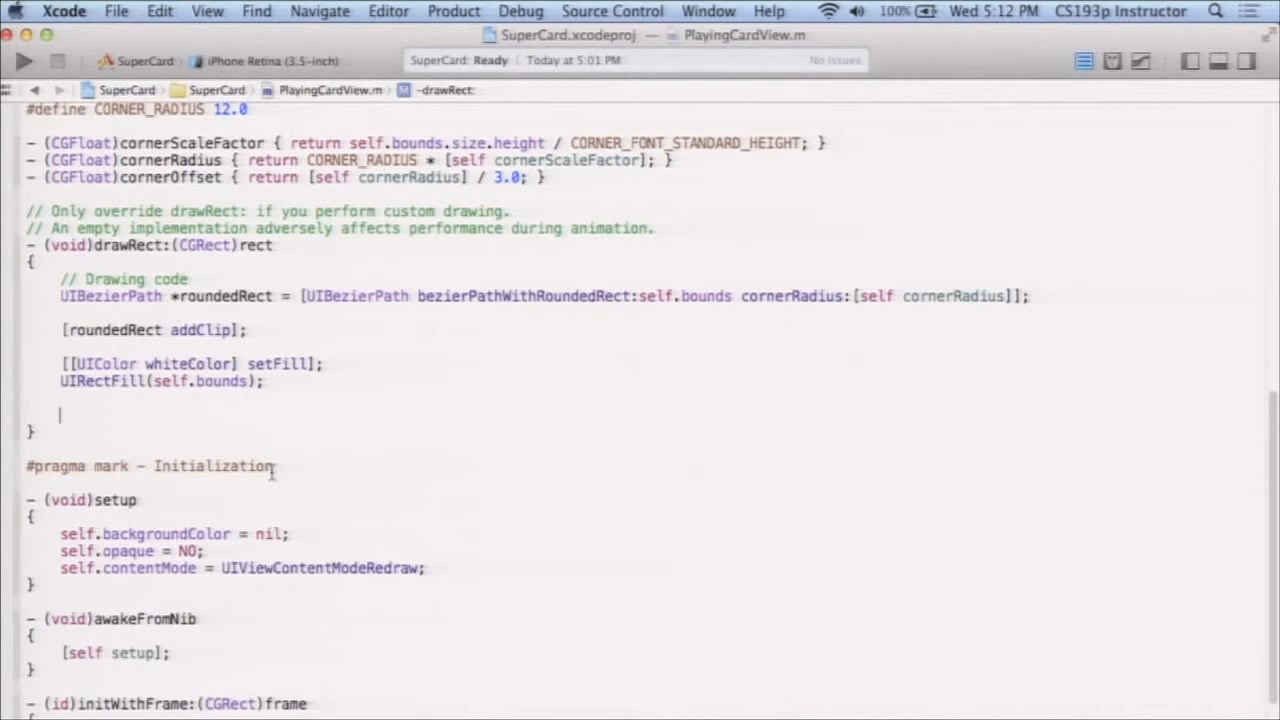 Xcode File Edit View Find Navigate Editor Product Debug Source Control Window Help 100% Wed 5:12 PM CS193p Instructor
SuperCard.xcodeproj — PlayingCardView.m
SuperCard iPhone Retina (3.5-inch) SuperCard: Ready Today at 5:01 PM No Issues
SuperCard SuperCard PlayingCardView.m M -drawRect:
#define CORNER_RADIUS 12.0
- (CGFloat)cornerScaleFactor { return self.bounds.size.height / CORNER_FONT_STANDARD_HEIGHT; }
- (CGFloat)cornerRadius { return CORNER_RADIUS * [self cornerScaleFactor]; }
- (CGFloat)cornerOffset { return [self cornerRadius] / 3.0; }
// Only override drawRect: if you perform custom drawing.
// An empty implementation adversely affects performance during animation.
- (void)drawRect:(CGRect)rect
{
// Drawing code
UIBezierPath *roundedRect = [UIBezierPath bezierPathWithRoundedRect:self.bounds cornerRadius:[self cornerRadius]];
[roundedRect addClip];
[[UIColor whiteColor] setFill];
UIRectFill(self.bounds);
}
#pragma mark - Initialization
- (void)setup
{
self.backgroundColor = nil;
self.opaque = NO;
self.contentMode = UIViewContentModeRedraw;
}
- (void)awakeFromNib
{
[self setup];
}
- (id)initWithFrame:(CGRect)frame